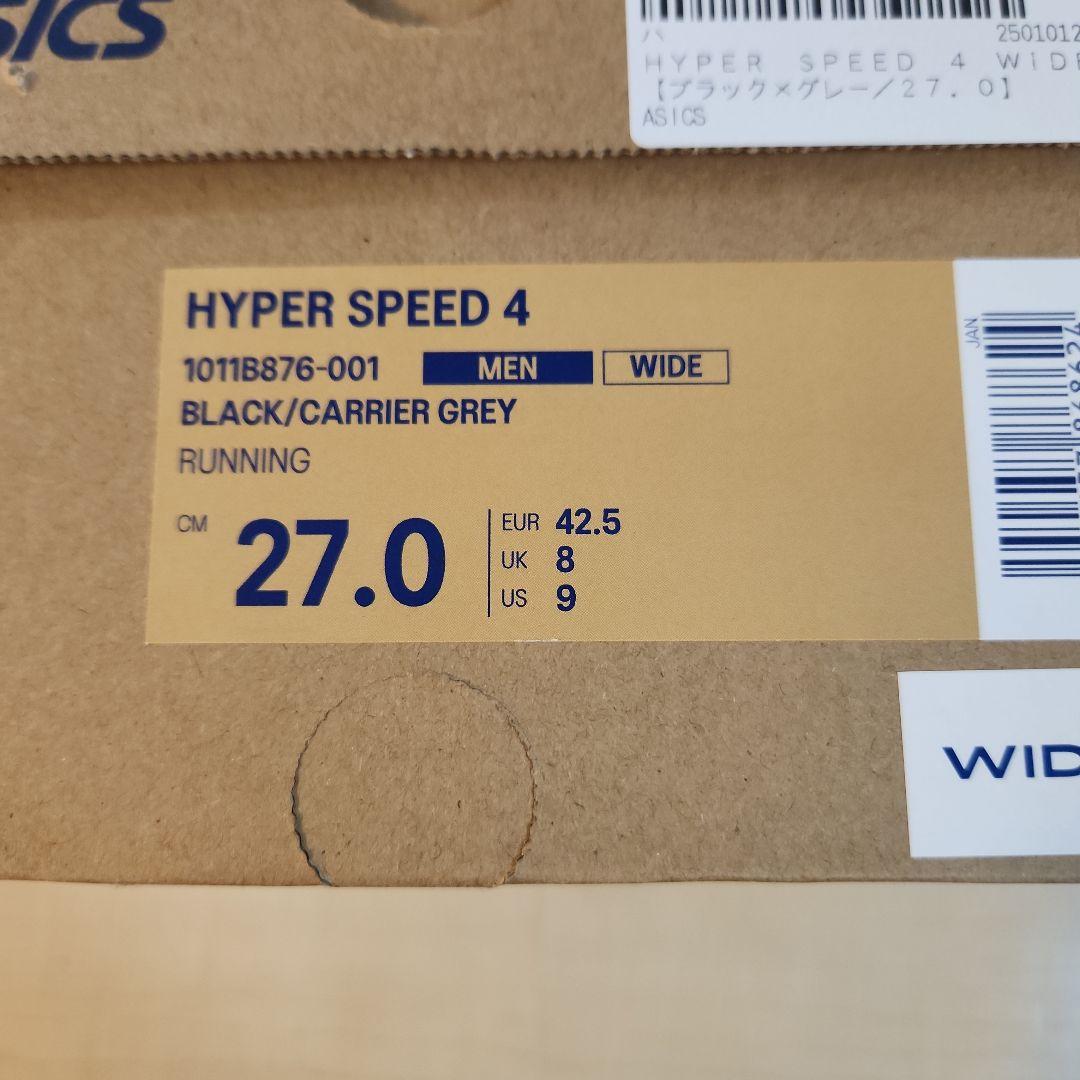 SICS
ハ 2501012
HYPER SPEED 4 WIDE
【ブラック×グレー／27.0】
ASICS
HYPER SPEED 4
1011B876-001 MEN WIDE
BLACK/CARRIER GREY
RUNNING
CM 27.0
EUR 42.5
UK 8
US 9
JAN
WID